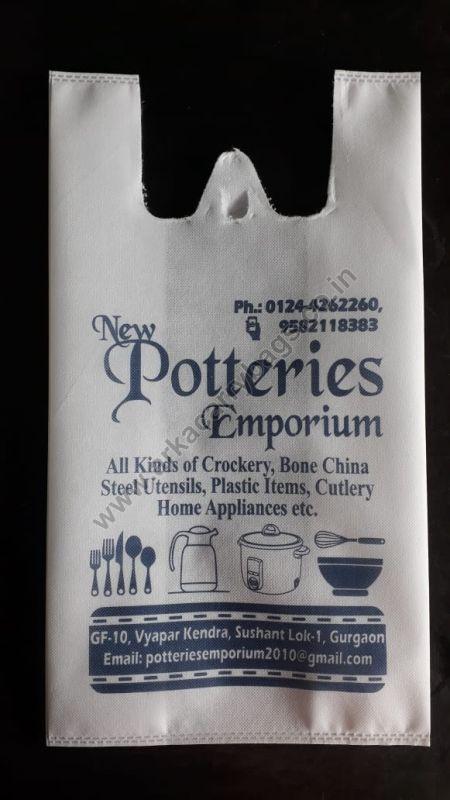 Ph.: 0124-4262260,
9582118383
New
Potteries
Emporium
All Kinds of Crockery, Bone China
Steel Utensils, Plastic Items, Cutlery
Home Appliances etc.
GF-10, Vyapar Kendra, Sushant Lok-1, Gurgaon
Email: potteriesemporium2010@gmail.com